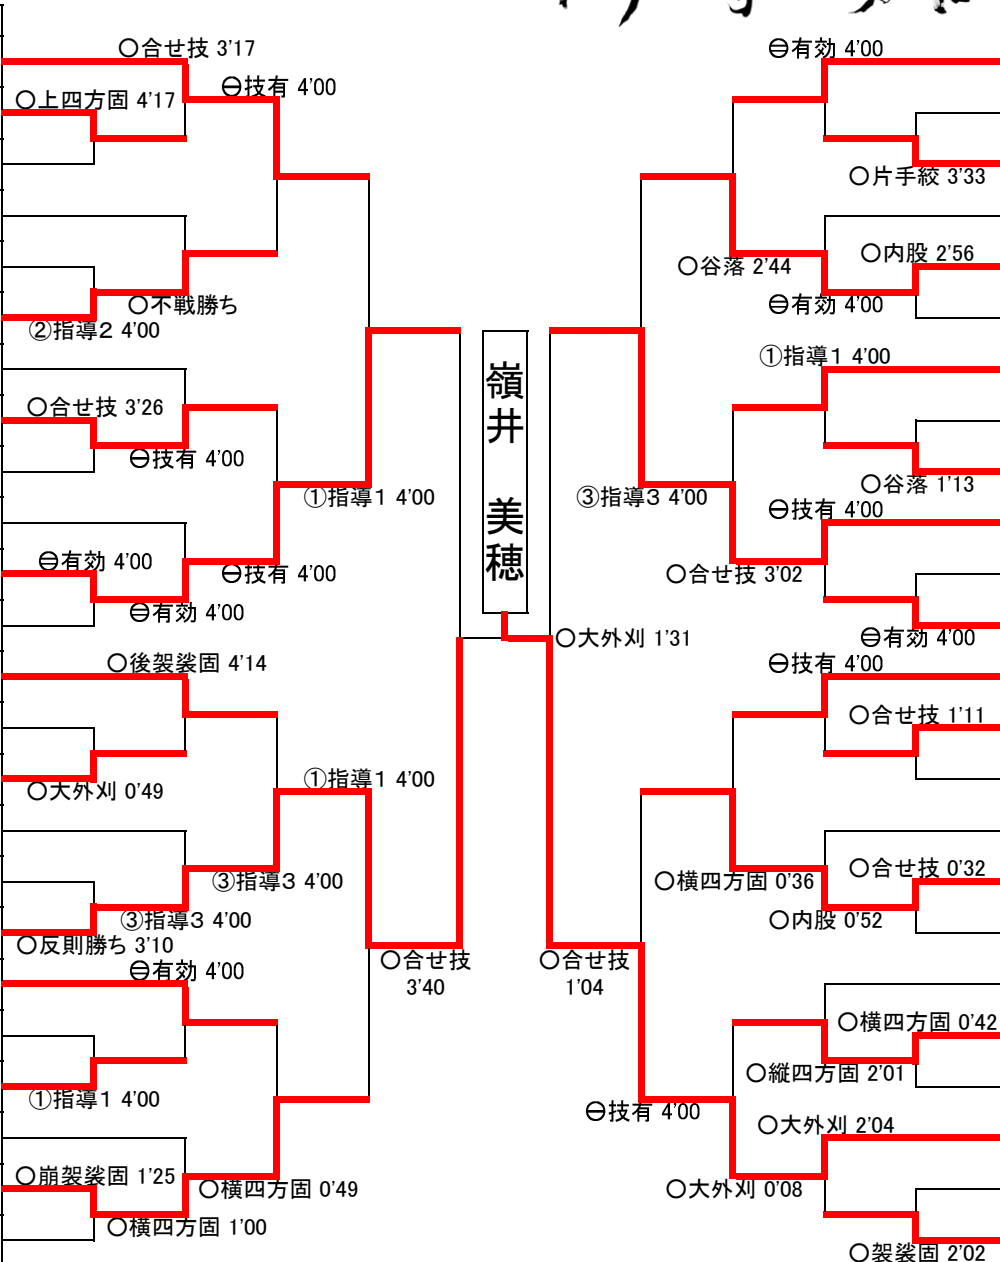 ○合せ技 3'17
⊖技有 4'00
○上四方固 4'17
○不戦勝ち
②指導2 4'00
○合せ技 3'26
⊖技有 4'00
①指導1 4'00
⊖有効 4'00
⊖技有 4'00
⊖有効 4'00
○後袈裟固 4'14
①指導1 4'00
○大外刈 0'49
③指導3 4'00
③指導3 4'00
○反則勝ち 3'10
⊖有効 4'00
○合せ技
3'40
①指導1 4'00
○崩袈裟固 1'25
○横四方固 0'49
○横四方固 1'00
嶺井 美穂
○大外刈 1'31
⊖有効 4'00
○片手絞 3'33
○内股 2'56
○谷落 2'44
⊖有効 4'00
①指導1 4'00
○谷落 1'13
③指導3 4'00
⊖技有 4'00
○合せ技 3'02
⊖有効 4'00
⊖技有 4'00
○合せ技 1'11
○合せ技 0'32
○横四方固 0'36
○内股 0'52
○合せ技
1'04
○横四方固 0'42
○縦四方固 2'01
⊖技有 4'00
○大外刈 2'04
○大外刈 0'08
○袈裟固 2'02